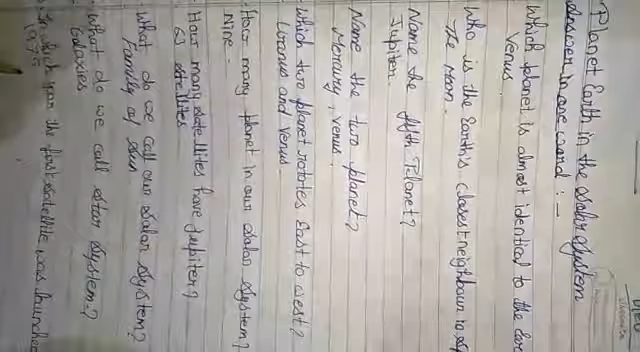 Planet Earth in the solar system
Answer in one word : -
Which planet is almost identical to the
Venus.
Who is the Earth's closest neighbour
The Moon.
Name the fifth Planet?
Jupiter.
Name the two planet?
Mercury, Venus.
Which two planet rotates East to west?
Uranus and Venus.
How many planet in our solar system?
Nine.
How many satellites have Jupiter?
63 satellites
What do we call our solar system?
Family of sun
What do we call star system?
Galaxies
In which year the first satellite was launched
1975